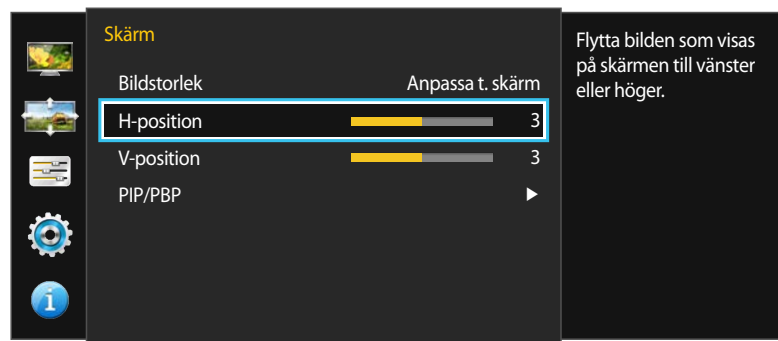 Skärm
Bildstorlek Anpassa t. skärm
H-position 3
V-position 3
PIP/PBP
Flytta bilden som visas
på skärmen till vänster
eller höger.